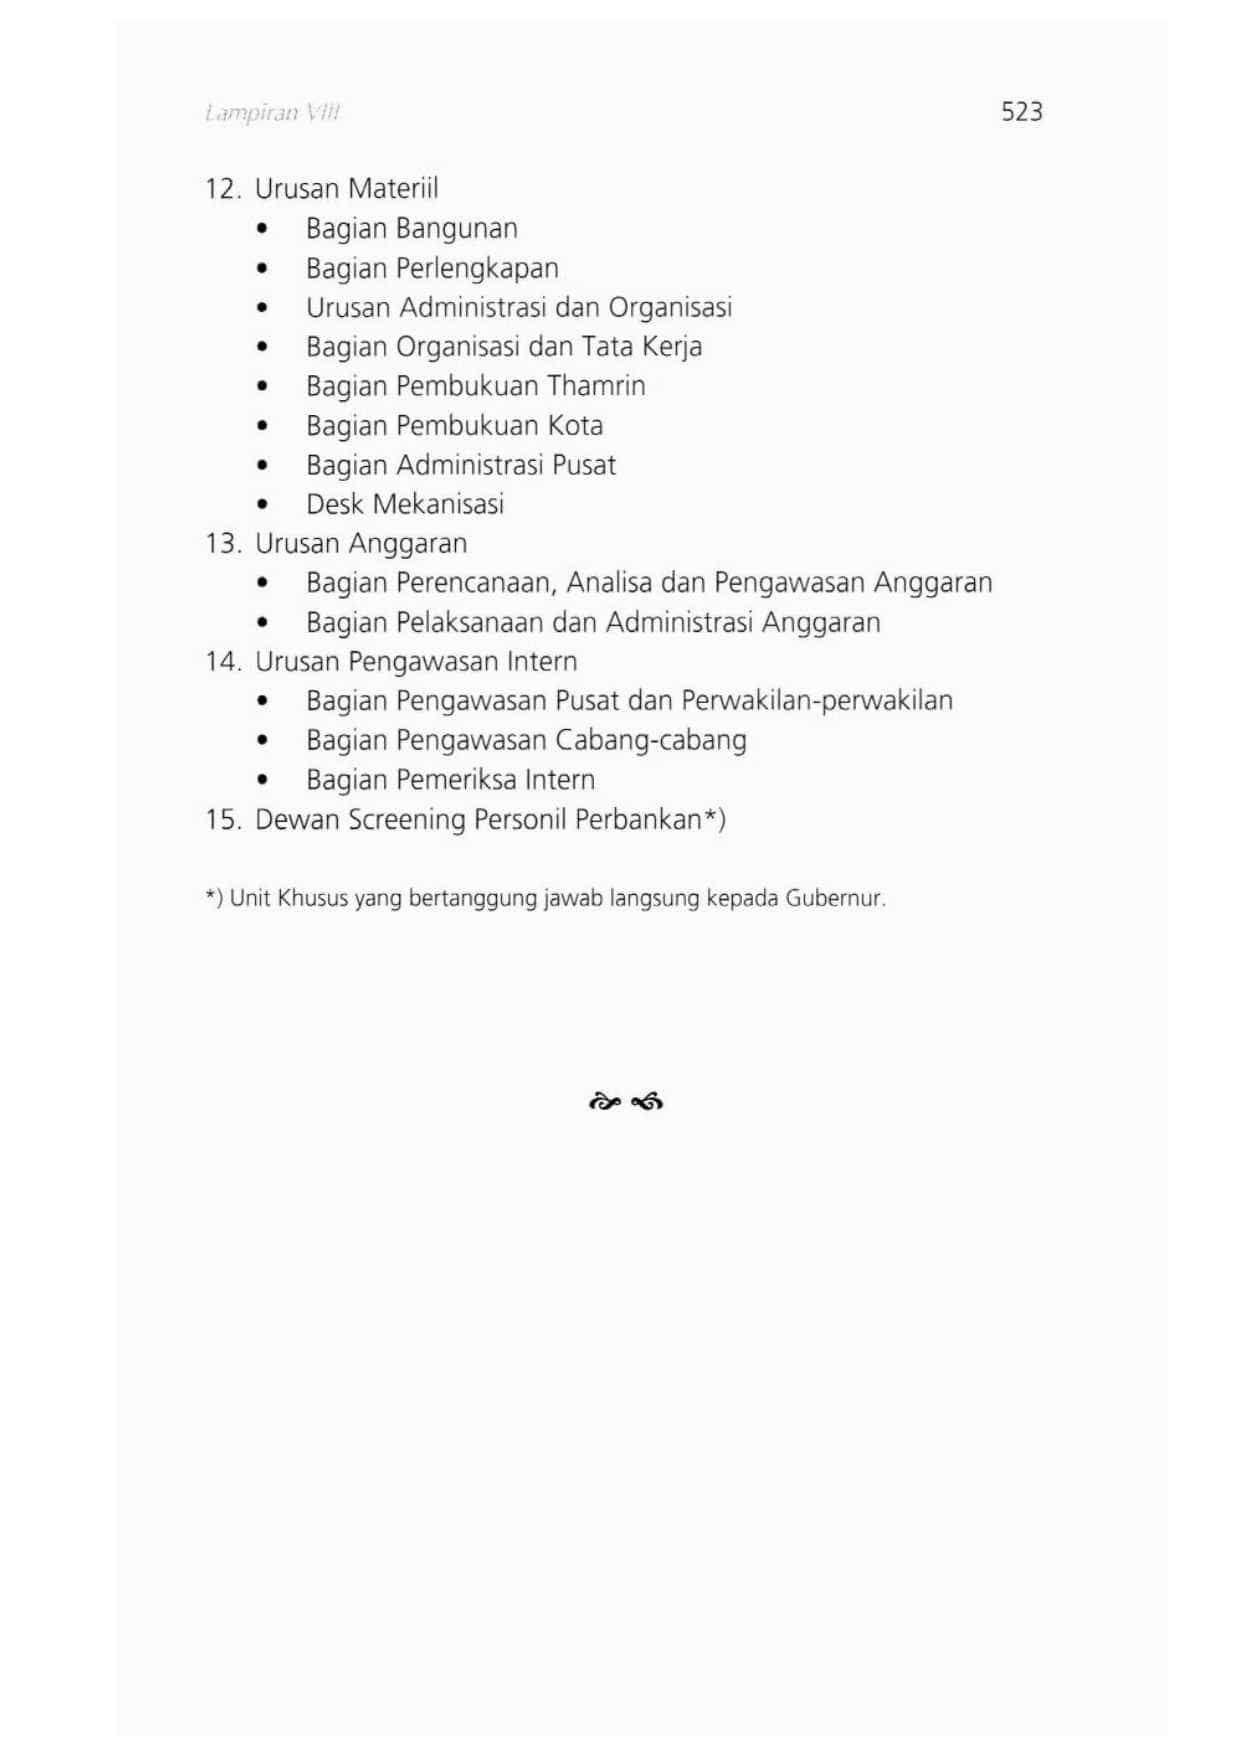 Lampiran VIII 523
12. Urusan Materiil
• Bagian Bangunan
• Bagian Perlengkapan
• Urusan Administrasi dan Organisasi
• Bagian Organisasi dan Tata Kerja
• Bagian Pembukuan Thamrin
• Bagian Pembukuan Kota
• Bagian Administrasi Pusat
• Desk Mekanisasi
13. Urusan Anggaran
• Bagian Perencanaan, Analisa dan Pengawasan Anggaran
• Bagian Pelaksanaan dan Administrasi Anggaran
14. Urusan Pengawasan Intern
• Bagian Pengawasan Pusat dan Perwakilan-perwakilan
• Bagian Pengawasan Cabang-cabang
• Bagian Pemeriksa Intern
15. Dewan Screening Personil Perbankan*)
*) Unit Khusus yang bertanggung jawab langsung kepada Gubernur.